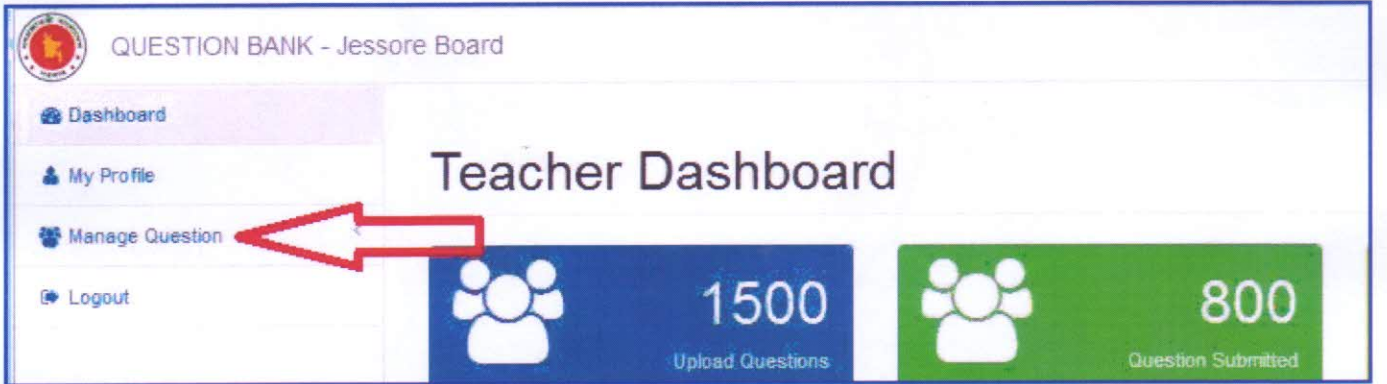 QUESTION BANK - Jessore Board
Dashboard
My Profile
Manage Question
Logout
Teacher Dashboard
1500
Upload Questions
800
Question Submitted